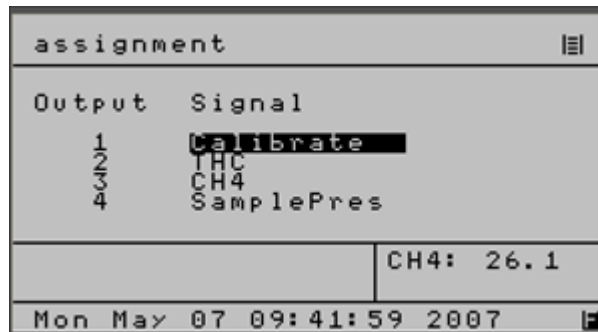 assignment
Output Signal
1 Calibrate
2 THC
3 CH4
4 SamplePres
CH4: 26.1
Mon May 07 09:41:59 2007